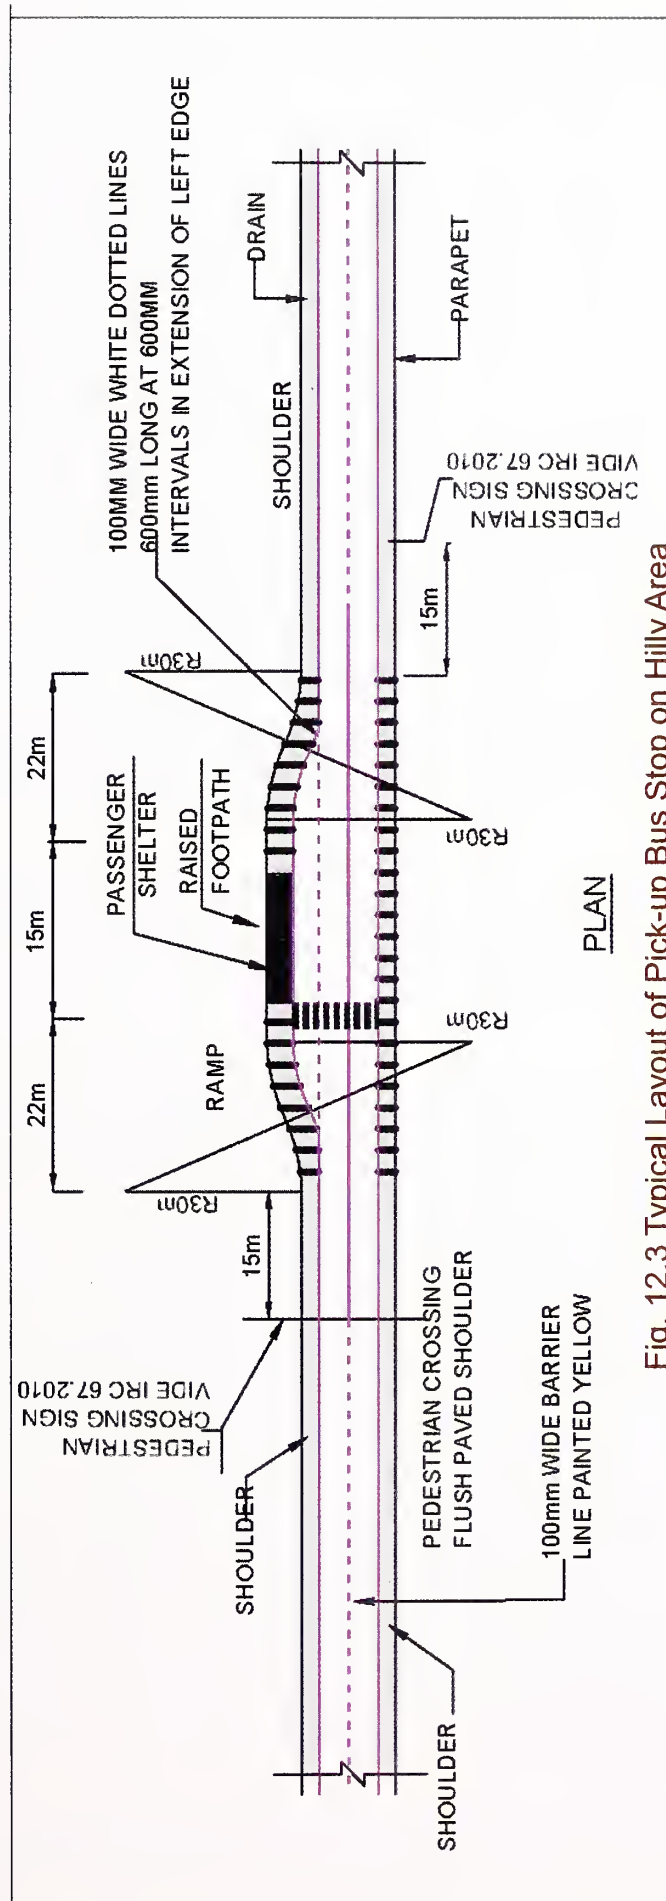 22m
15m
22m
PASSENGER
SHELTER
RAISED
FOOTPATH
RAMP
100MM WIDE WHITE DOTTED LINES
600mm LONG AT 600MM
INTERVALS IN EXTENSION OF LEFT EDGE
DRAIN
SHOULDER
R30m
R30m
R30m
R30m
15m
15m
PEDESTRIAN
CROSSING SIGN
VIDE IRC 67.2010
PEDESTRIAN
CROSSING SIGN
VIDE IRC 67.2010
PARAPET
SHOULDER
PEDESTRIAN CROSSING
FLUSH PAVED SHOULDER
100mm WIDE BARRIER
LINE PAINTED YELLOW
SHOULDER
PLAN
Fig. 12.3 Typical Layout of Pick-up Bus Stop on Hilly Area